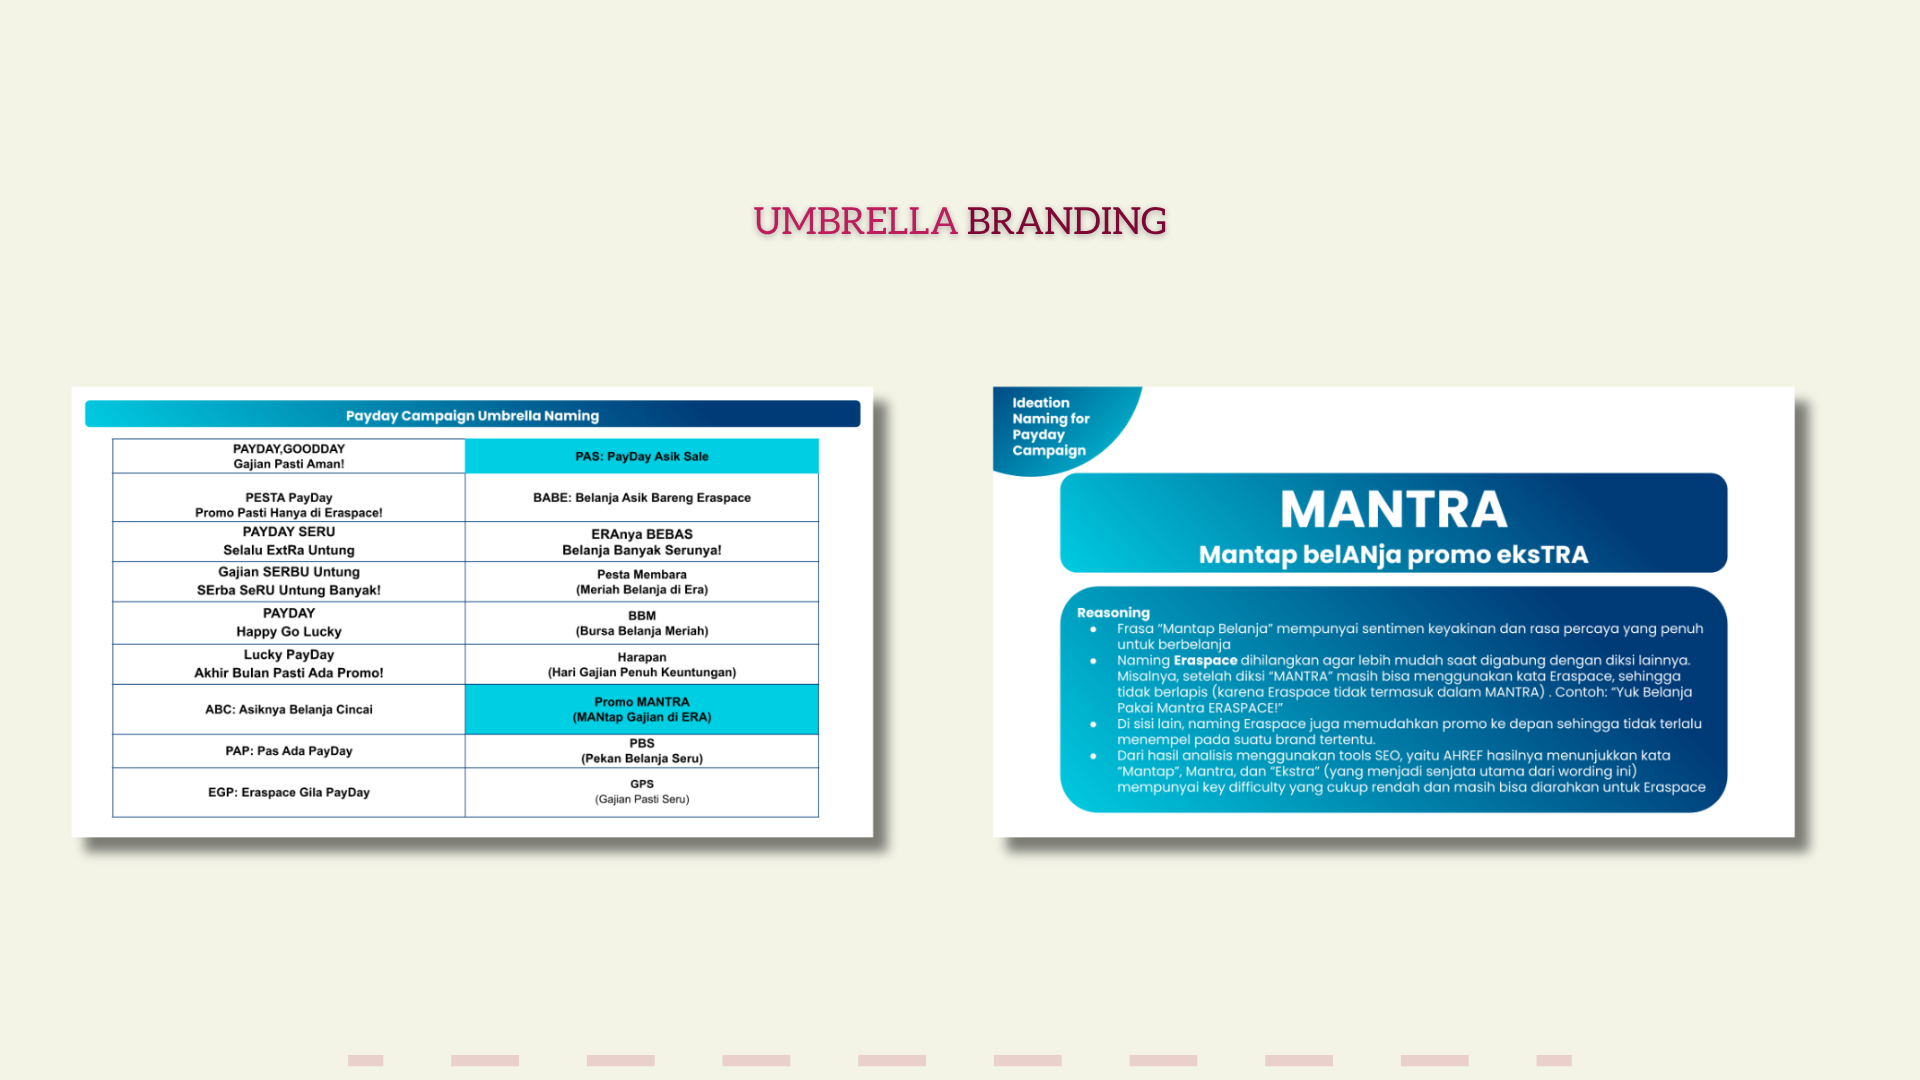 UMBRELLA BRANDING
Payday Campaign Umbrella Naming
PAYDAY,GOODDAY
Gajian Pasti Aman!
PAS: PayDay Asik Sale
PESTA PayDay
Promo Pasti Hanya di Eraspace!
BABE: Belanja Asik Bareng Eraspace
PAYDAY SERU
Selalu ExtRa Untung
ERAnya BEBAS
Belanja Banyak Serunya!
Gajian SERBU Untung
SErba SeRU Untung Banyak!
Pesta Membara
(Meriah Belanja di Era)
PAYDAY
Happy Go Lucky
BBM
(Bursa Belanja Meriah)
Lucky PayDay
Akhir Bulan Pasti Ada Promo!
Harapan
(Hari Gajian Penuh Keuntungan)
ABC: Asiknya Belanja Cincai
Promo MANTRA
(MANtap Gajian di ERA)
PAP: Pas Ada PayDay
PBS
(Pekan Belanja Seru)
EGP: Eraspace Gila PayDay
GPS
(Gajian Pasti Seru)
Ideation
Naming for
Payday
Campaign
MANTRA
Mantap belANja promo eksTRA
Reasoning
● Frasa “Mantap Belanja” mempunyai sentimen keyakinan dan rasa percaya yang penuh
untuk berbelanja
● Naming Eraspace dihilangkan agar lebih mudah saat digabung dengan diksi lainnya.
Misalnya, setelah diksi “MANTRA” masih bisa menggunakan kata Eraspace, sehingga
tidak berlapis (karena Eraspace tidak termasuk dalam MANTRA) . Contoh: “Yuk Belanja
Pakai Mantra ERASPACE!”
● Di sisi lain, naming Eraspace juga memudahkan promo ke depan sehingga tidak terlalu
menempel pada suatu brand tertentu.
● Dari hasil analisis menggunakan tools SEO, yaitu AHREF hasilnya menunjukkan kata
“Mantap”, Mantra, dan “Ekstra” (yang menjadi senjata utama dari wording ini)
mempunyai key difficulty yang cukup rendah dan masih bisa diarahkan untuk Eraspace